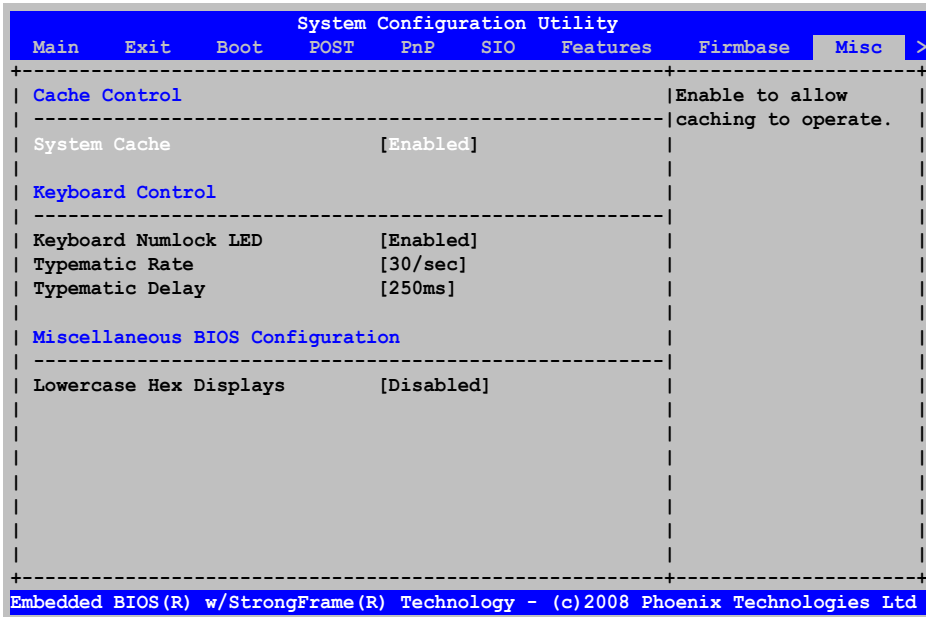 System Configuration Utility
Main Exit Boot POST PnP SIO Features Firmbase Misc >
Cache Control
Enable to allow
caching to operate.
System Cache [Enabled]
Keyboard Control
Keyboard Numlock LED [Enabled]
Typematic Rate [30/sec]
Typematic Delay [250ms]
Miscellaneous BIOS Configuration
Lowercase Hex Displays [Disabled]
Embedded BIOS(R) w/StrongFrame(R) Technology - (c)2008 Phoenix Technologies Ltd